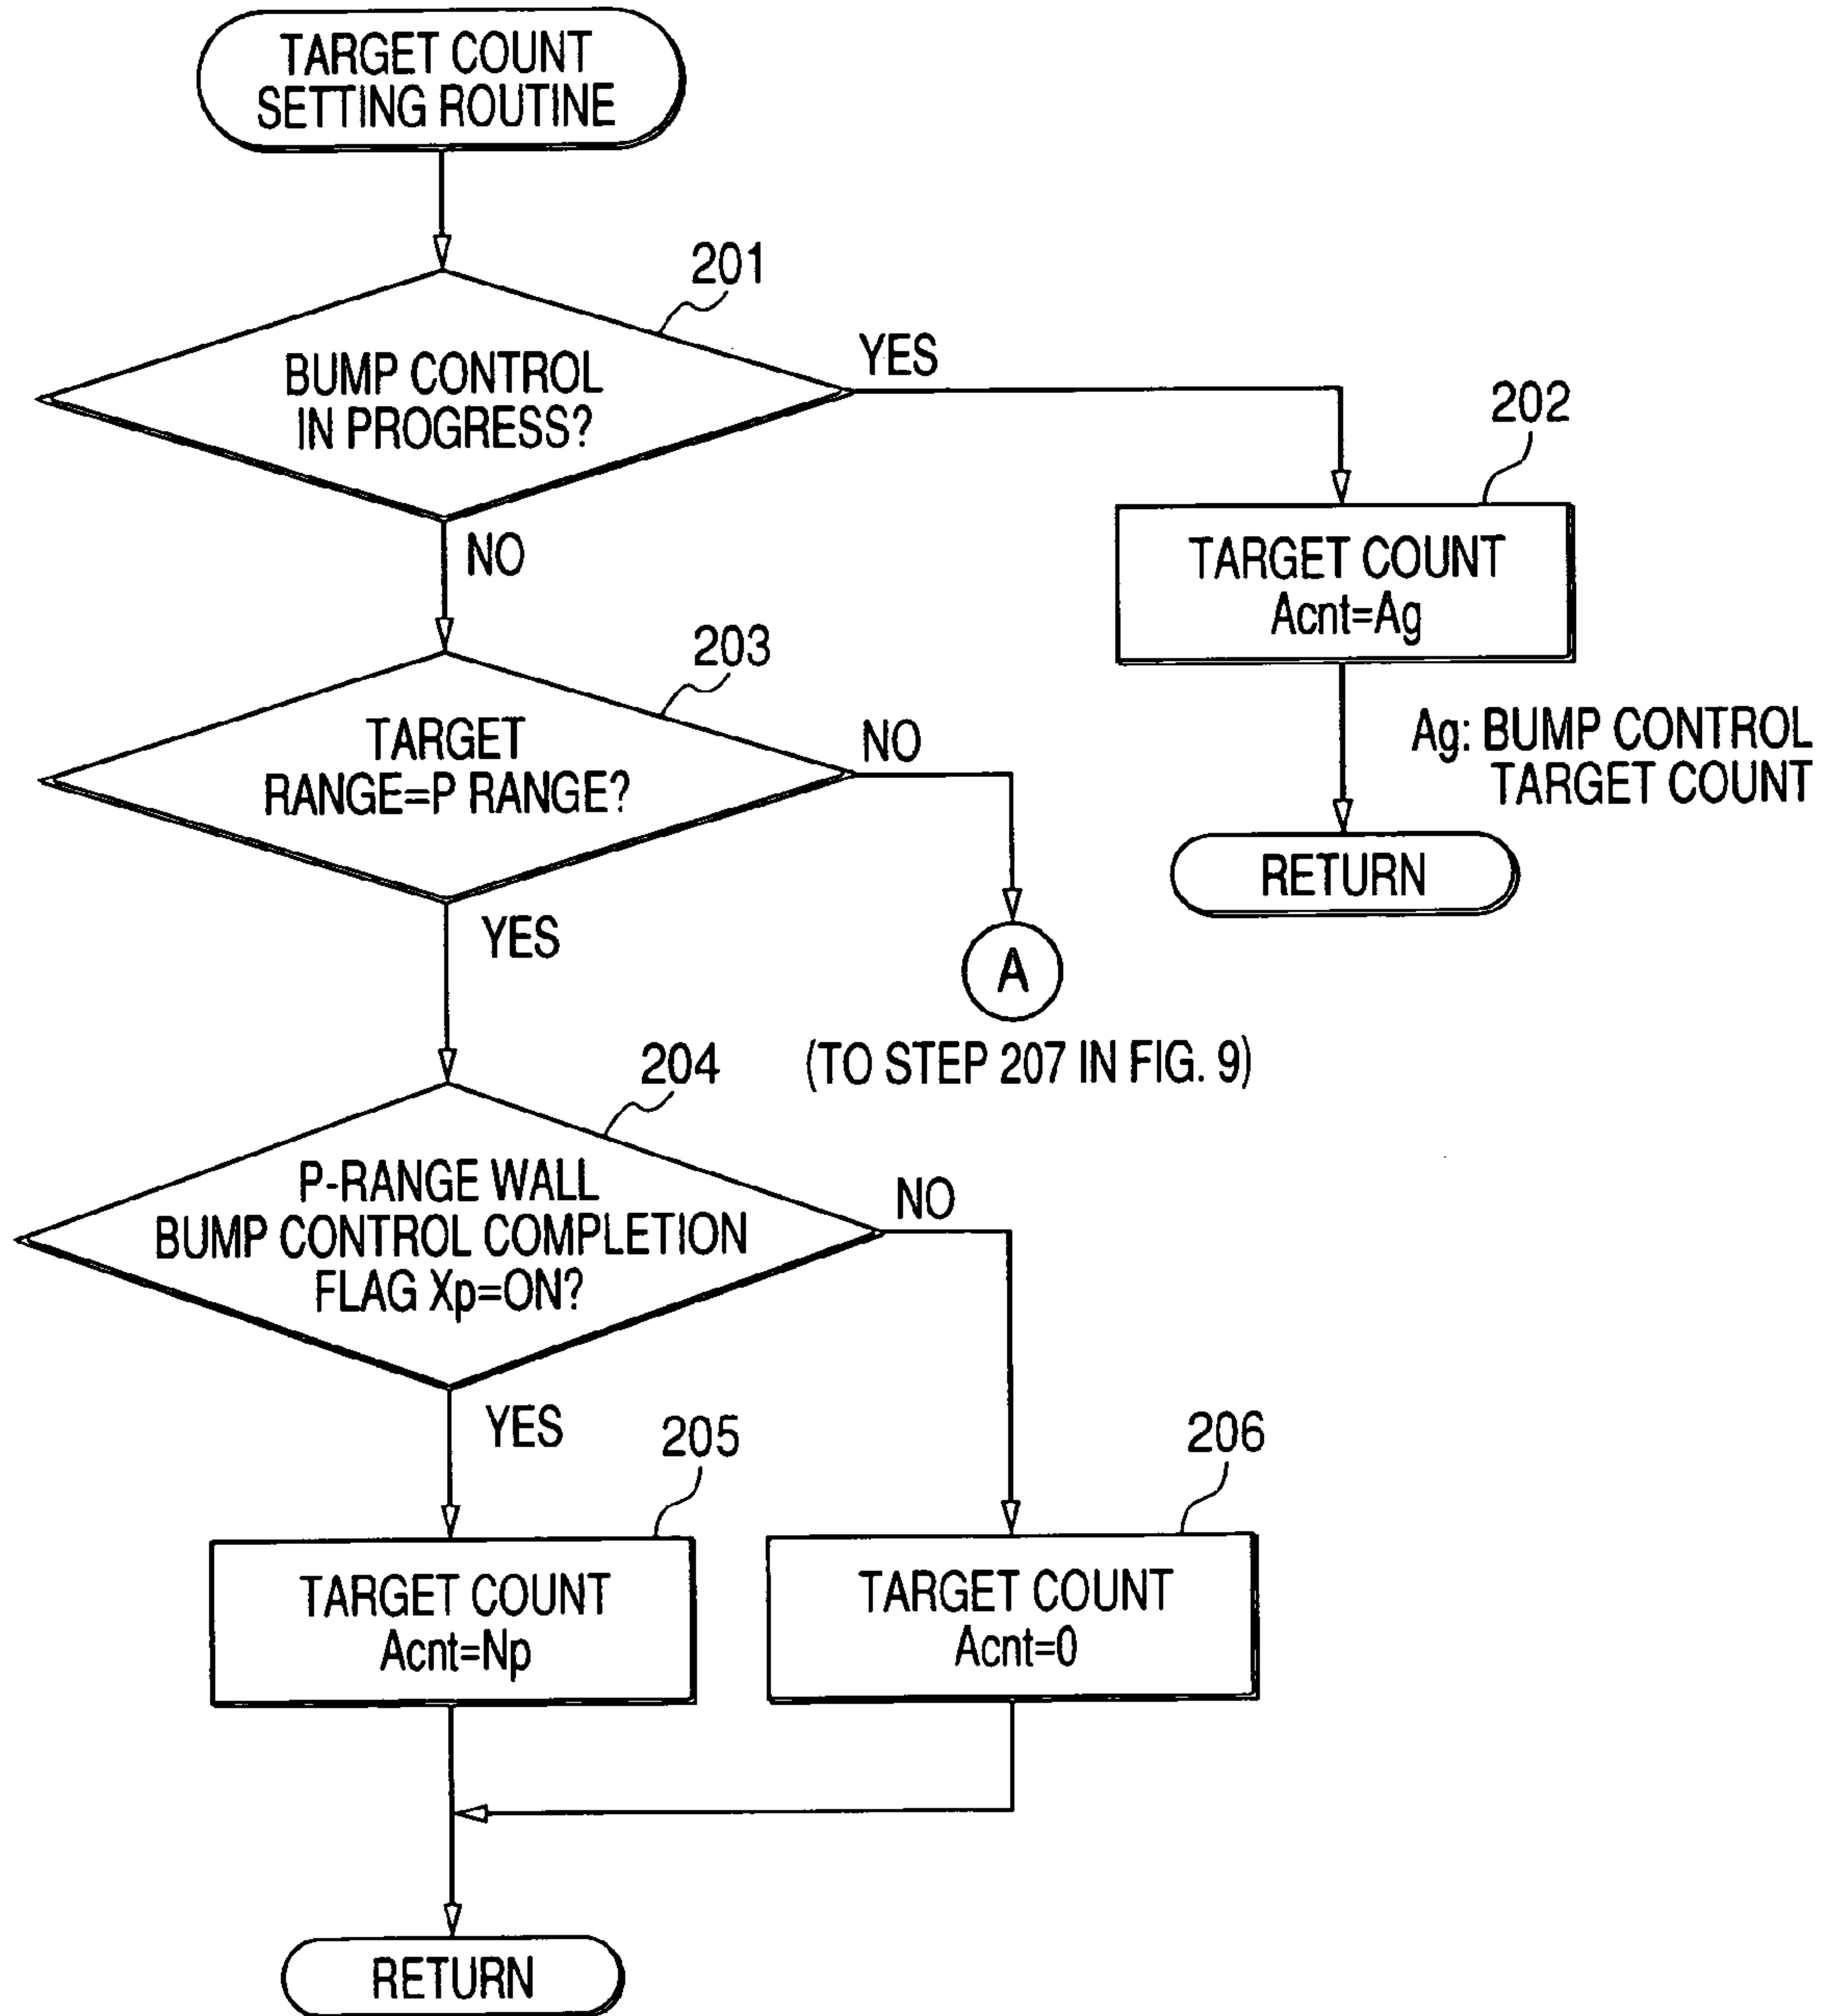 TARGET COUNT
SETTING ROUTINE
201
BUMP CONTROL
IN PROGRESS?
YES
NO
202
TARGET COUNT
Acnt=Ag
Ag: BUMP CONTROL
TARGET COUNT
RETURN
203
TARGET
RANGE=P RANGE?
NO
YES
A
(TO STEP 207 IN FIG. 9)
204
P-RANGE WALL
BUMP CONTROL COMPLETION
FLAG Xp=ON?
NO
YES
205
TARGET COUNT
Acnt=Np
206
TARGET COUNT
Acnt=0
RETURN